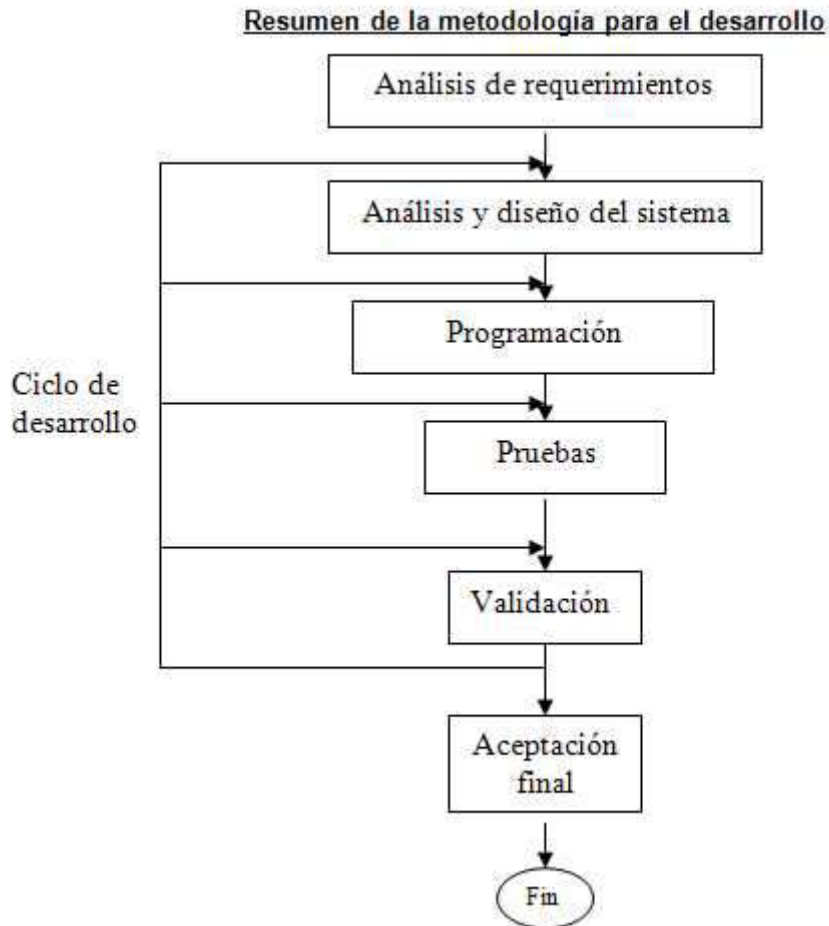 Resumen de la metodología para el desarrollo
Análisis de requerimientos
Análisis y diseño del sistema
Programación
Ciclo de
desarrollo
Pruebas
Validación
Aceptación
final
Fin